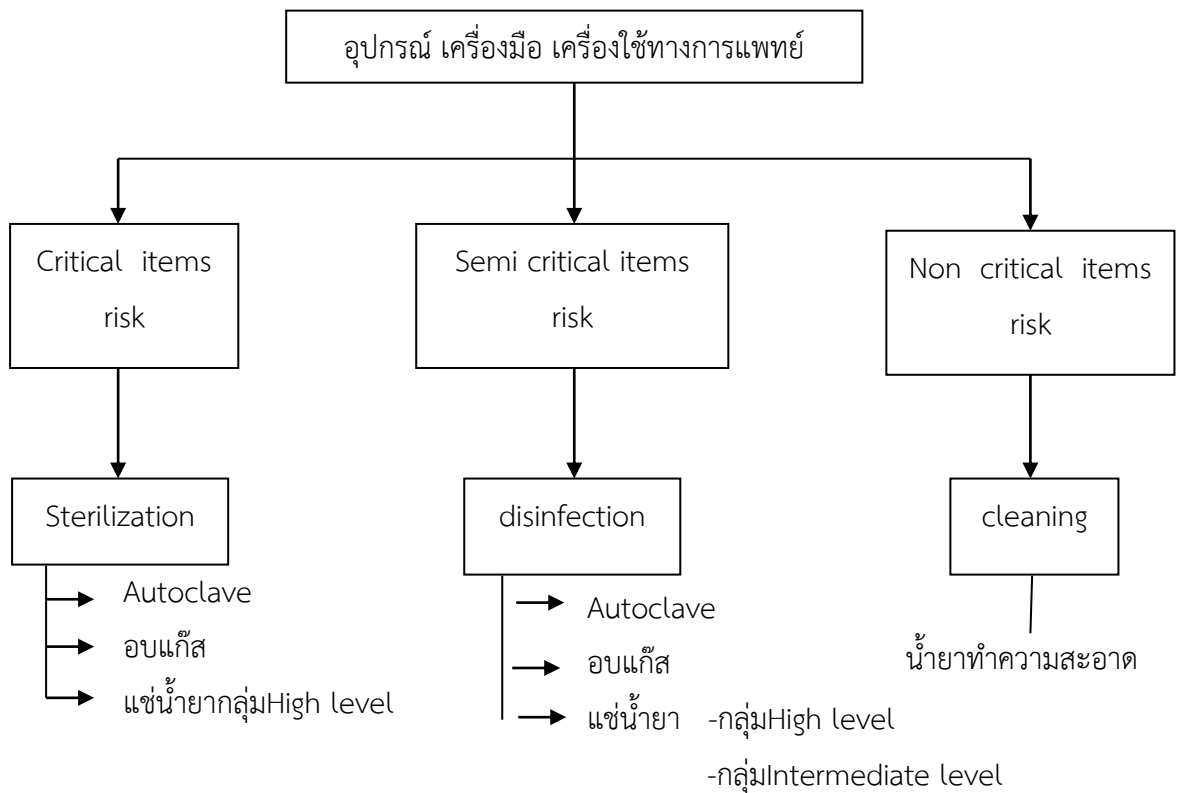 อุปกรณ์ เครื่องมือ เครื่องใช้ทางการแพทย์
Critical items
risk
Semi critical items
risk
Non critical items
risk
Sterilization
disinfection
cleaning
Autoclave
อบแก๊ส
แช่น้ำยากลุ่มHigh level
Autoclave
อบแก๊ส
แช่น้ำยา -กลุ่มHigh level
-กลุ่มIntermediate level
น้ำยาทำความสะอาด